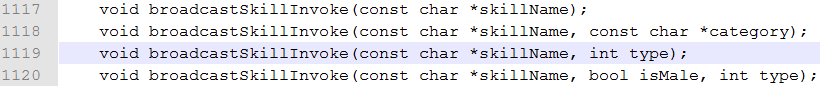 1117 void broadcastSkillInvoke(const char *skillName);
1118 void broadcastSkillInvoke(const char *skillName, const char *category);
1119 void broadcastSkillInvoke(const char *skillName, int type);
1120 void broadcastSkillInvoke(const char *skillName, bool isMale, int type);